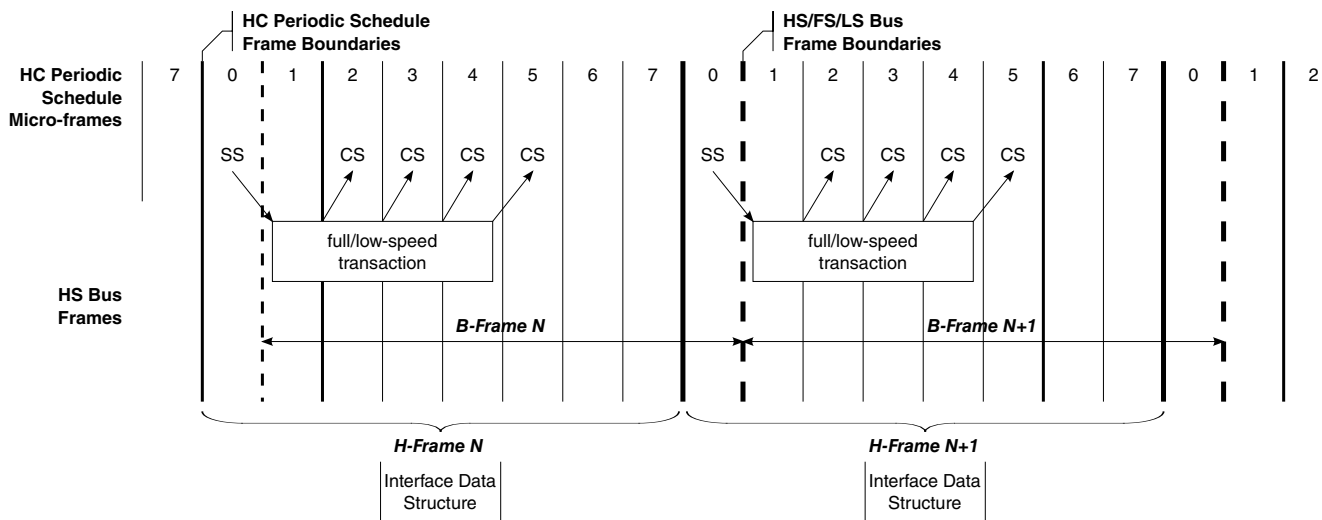 HC Periodic Schedule
Frame Boundaries
HS/FS/LS Bus
Frame Boundaries
HC Periodic
Schedule
Micro-frames
7 0 1 2 3 4 5 6 7 0 1 2 3 4 5 6 7 0 1 2
SS CS CS CS CS SS CS CS CS CS
full/low-speed
transaction
full/low-speed
transaction
HS Bus
Frames
B-Frame N
B-Frame N+1
H-Frame N
H-Frame N+1
Interface Data
Structure
Interface Data
Structure